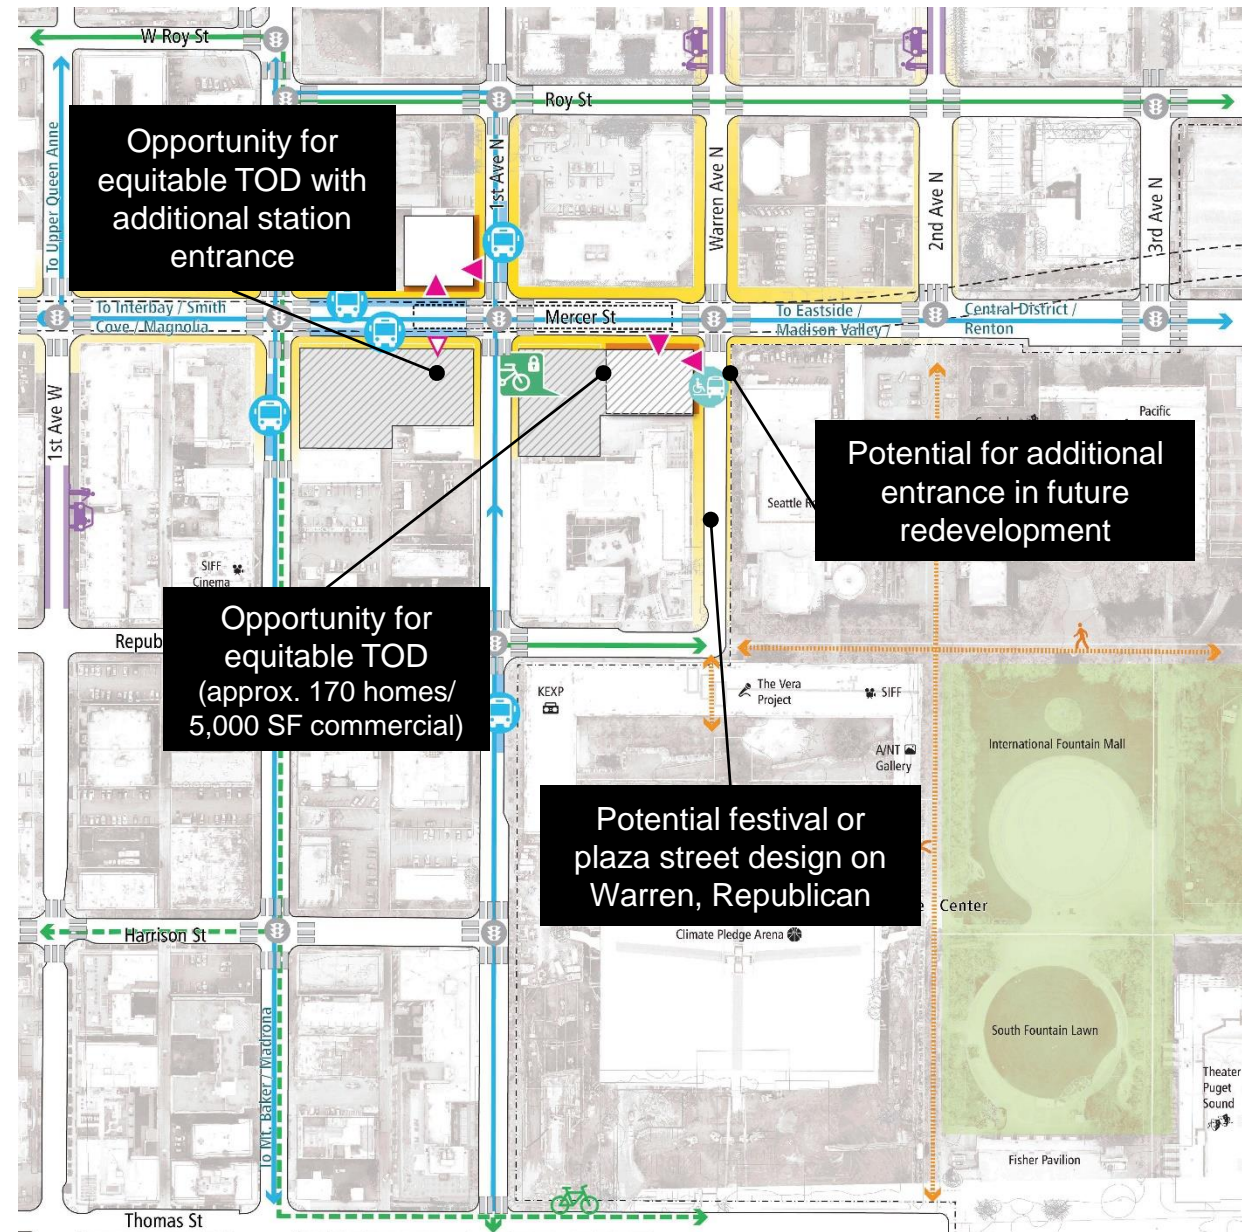 W Roy St
Roy St
Opportunity for
equitable TOD with
additional station
entrance
To Upper Queen Anne
1st Ave N
Warren Ave N
2nd Ave N
3rd Ave N
To Interbay / Smith
Cove / Magnolia
Mercer St
To Eastside /
Madison Valley /
Central District /
Renton
1st Ave W
Pacific
Potential for additional
entrance in future
redevelopment
Seattle R
SIFF
Cinema
Opportunity for
equitable TOD
(approx. 170 homes/
5,000 SF commercial)
Repub
KEXP
The Vera
Project
SIFF
A/NT
Gallery
International Fountain Mall
Potential festival or
plaza street design on
Warren, Republican
e Center
Harrison St
Climate Pledge Arena
To Mt. Baker / Madrona
South Fountain Lawn
Theater
Puget
Sound
Fisher Pavilion
Thomas St